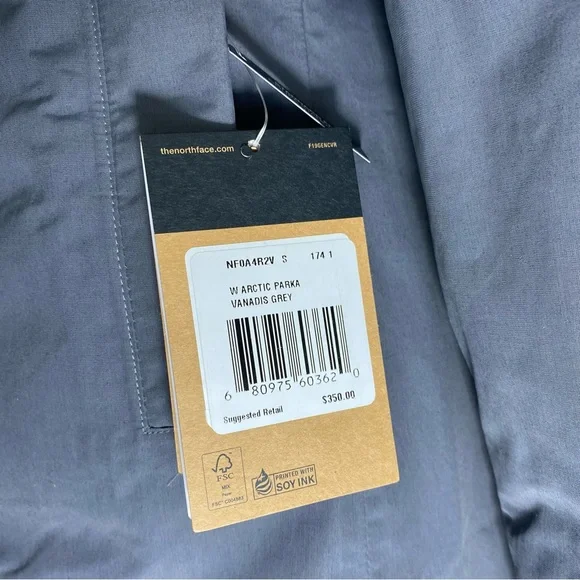 thenorthface.com F19GENCVR
NF0A4R2V S 174 1
W ARCTIC PARKA
VANADIS GREY
6 80975 60362 0
Suggested Retail $350.00
FSC
MIX
Paper
PRINTED WITH
SOY INK